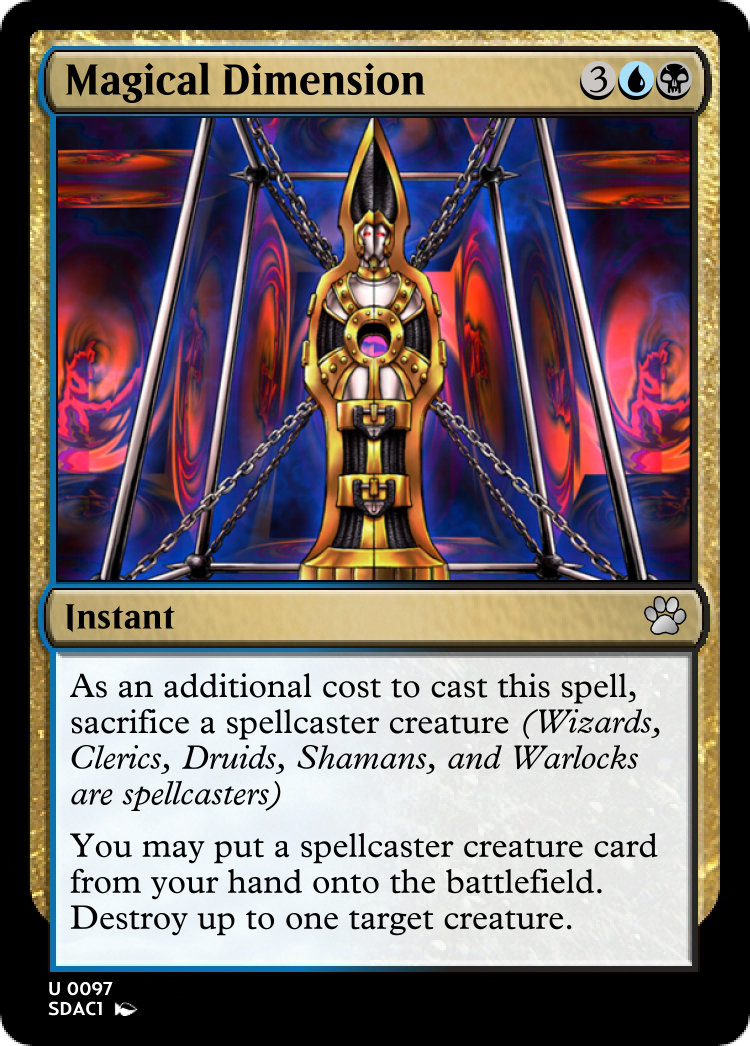 Magical Dimension 3
Instant
As an additional cost to cast this spell,
sacrifice a spellcaster creature (Wizards,
Clerics, Druids, Shamans, and Warlocks
are spellcasters)
You may put a spellcaster creature card
from your hand onto the battlefield.
Destroy up to one target creature.
U 0097
SDAC1